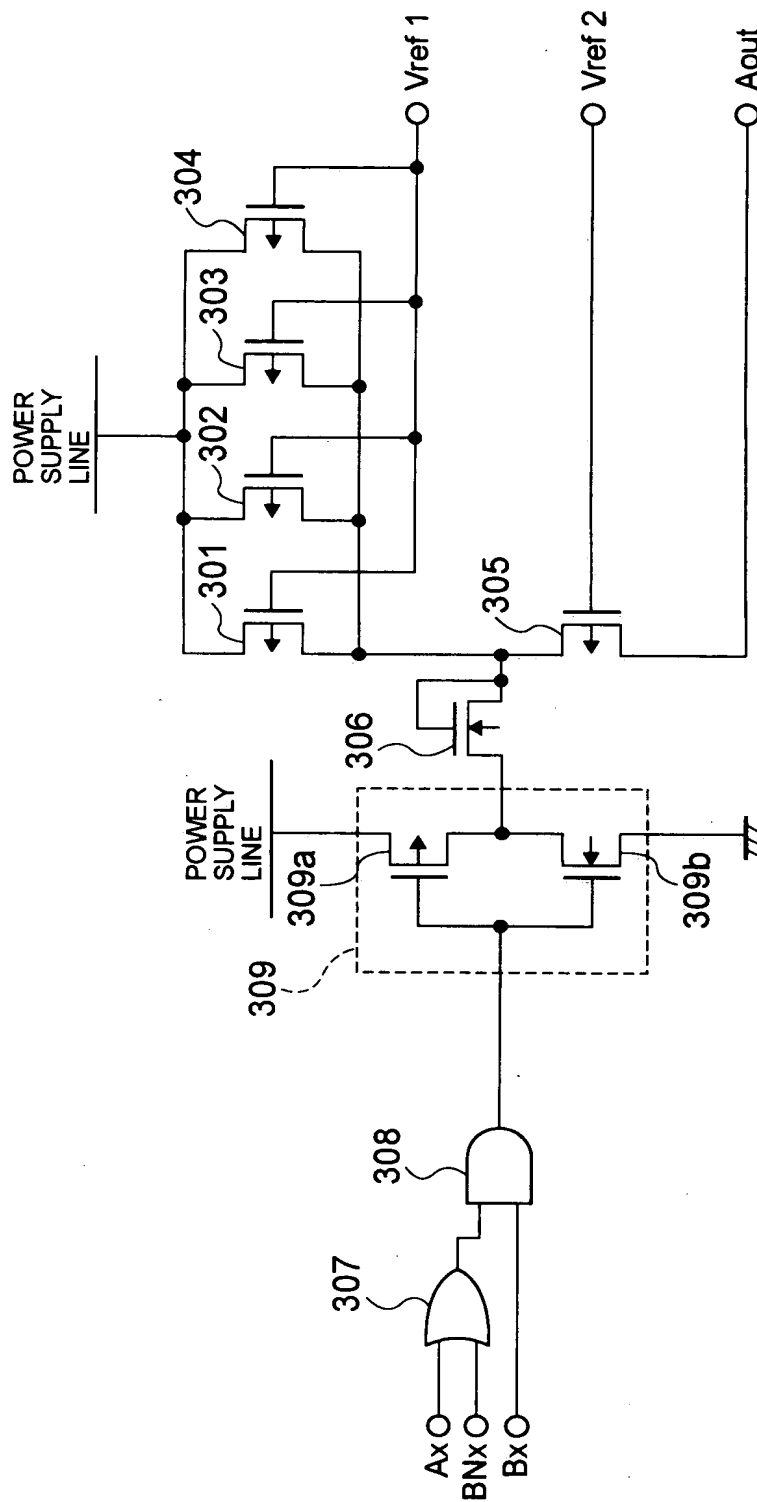 POWER
SUPPLY
LINE
301
302
303
304
Vref 1
POWER
SUPPLY
LINE
306
305
Vref 2
309
309a
309b
Aout
307
308
Ax
BNx
Bx